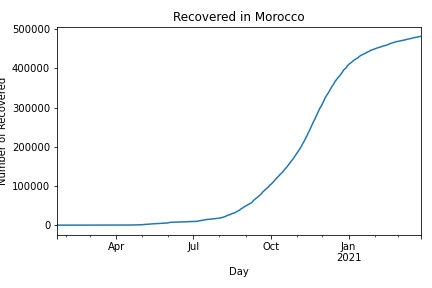 Recovered in Morocco
500000
400000
300000
200000
100000
0
Number of Recovered
Apr
Jul
Oct
Jan
2021
Day